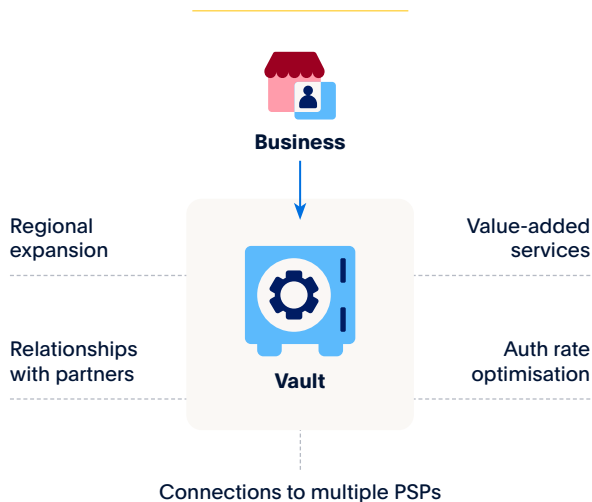 Business
Regional
expansion
Value-added
services
Relationships
with partners
Auth rate
optimisation
Vault
Connections to multiple PSPs